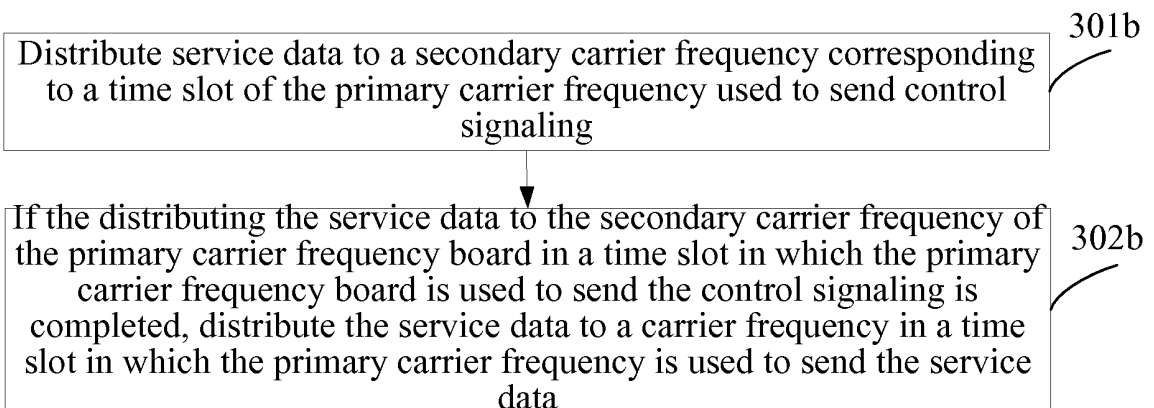 301b
Distribute service data to a secondary carrier frequency corresponding
to a time slot of the primary carrier frequency used to send control
signaling
If the distributing the service data to the secondary carrier frequency of
the primary carrier frequency board in a time slot in which the primary
carrier frequency board is used to send the control signaling is
completed, distribute the service data to a carrier frequency in a time
slot in which the primary carrier frequency is used to send the service
data
302b